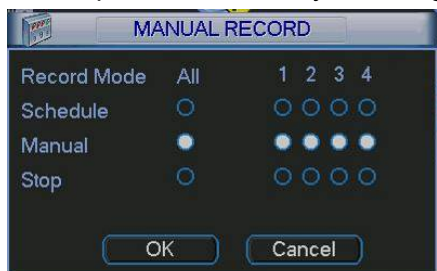 MANUAL RECORD
Record Mode All 1 2 3 4
Schedule
Manual
Stop
OK Cancel